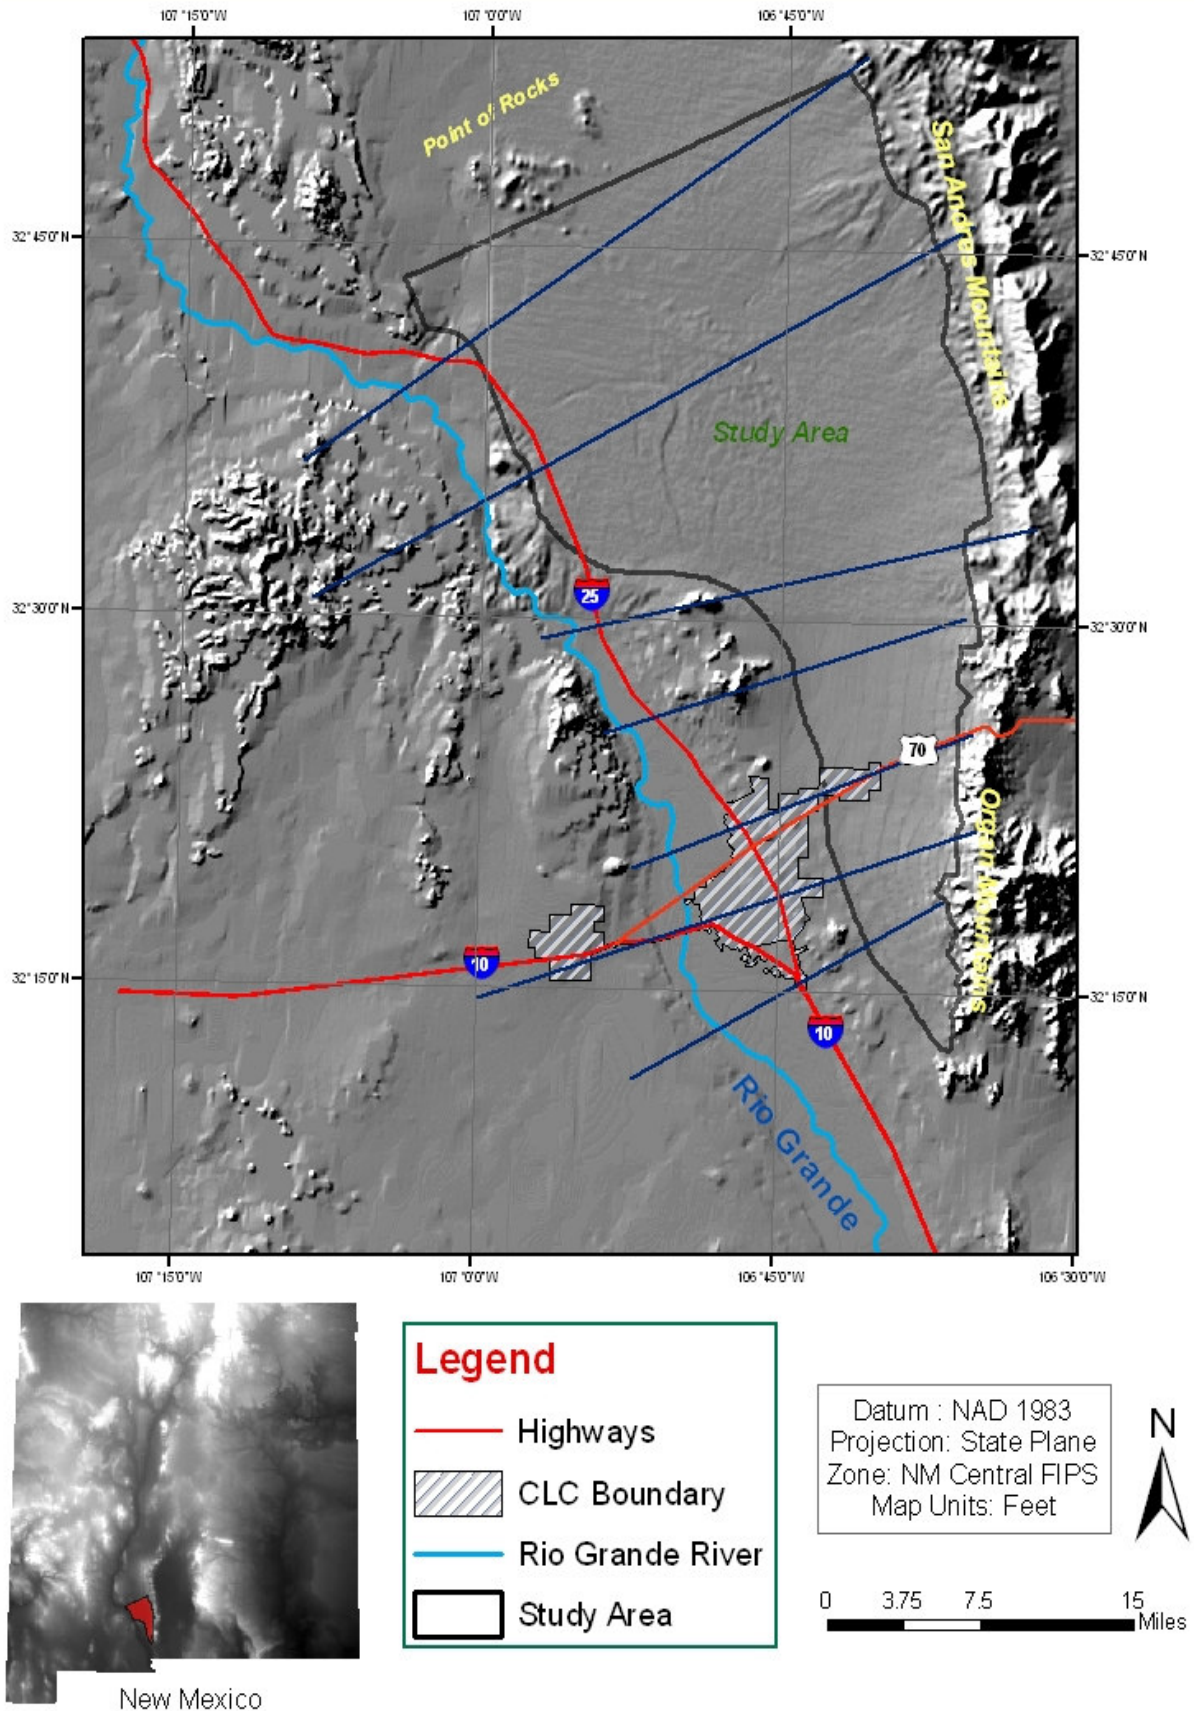 107°15'0"W 107°0'0"W 106°45'0"W
Point of Rocks
San Andres Mountains
32°45'0"N
32°45'0"N
Study Area
25
32°30'0"N
32°30'0"N
70
Organ Mountains
10
32°15'0"N
32°15'0"N
10
Rio Grande
107°15'0"W 107°0'0"W 106°45'0"W 106°30'0"W
Legend
Highways
CLC Boundary
Rio Grande River
Study Area
Datum : NAD 1983
Projection: State Plane
Zone: NM Central FIPS
Map Units: Feet
N
0 3.75 7.5 15
Miles
New Mexico